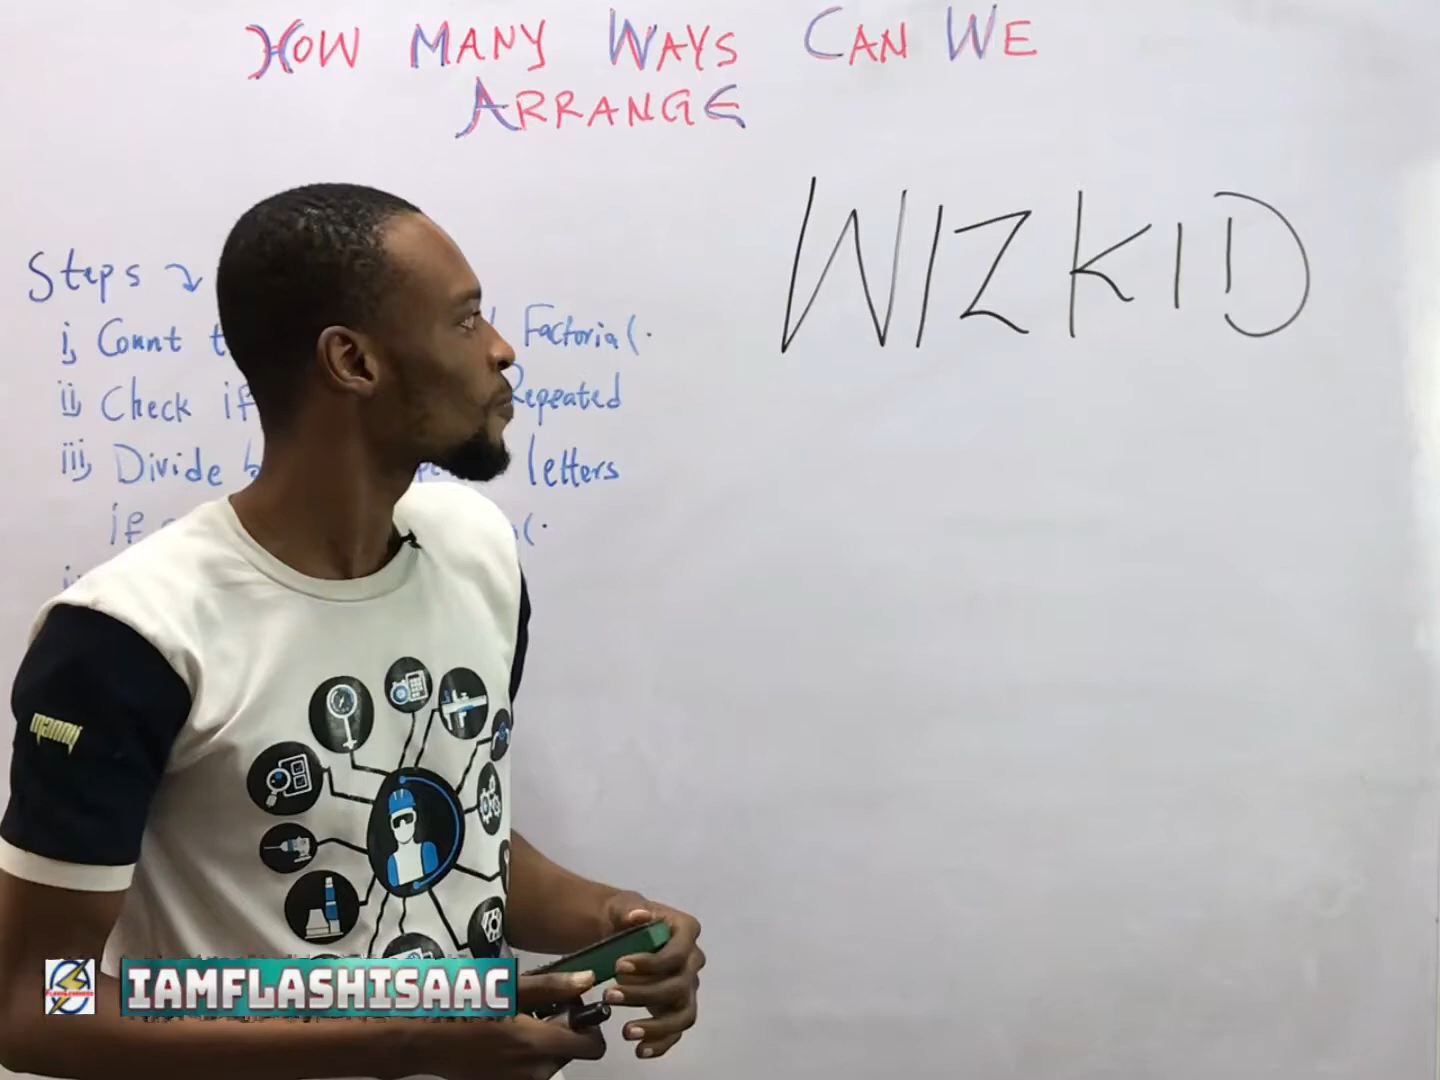 HOW MANY WAYS CAN WE
ARRANGE
WIZKID
Steps
i, Count Factorial.
ii, Check if Repeated
iii, Divide letters
if
manny
IAMFLASHISAAC